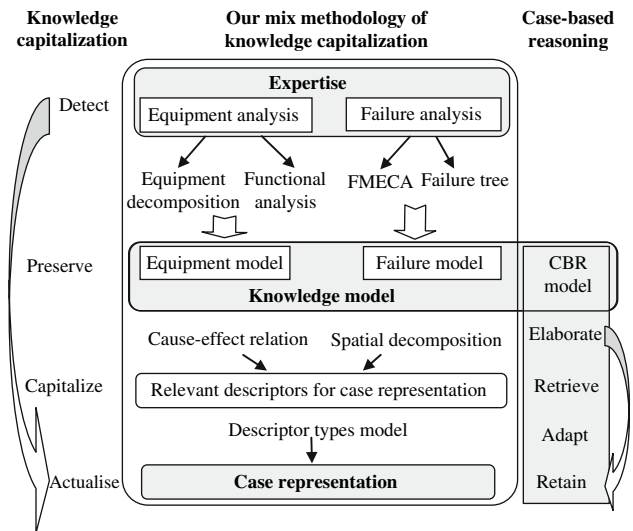 Knowledge
capitalization
Our mix methodology of
knowledge capitalization
Case-based
reasoning
Expertise
Detect
Equipment analysis
Failure analysis
Equipment
decomposition
Functional
analysis
FMECA
Failure tree
Preserve
Equipment model
Failure model
CBR
model
Knowledge model
Elaborate
Cause-effect relation
Spatial decomposition
Capitalize
Relevant descriptors for case representation
Retrieve
Descriptor types model
Adapt
Actualise
Case representation
Retain